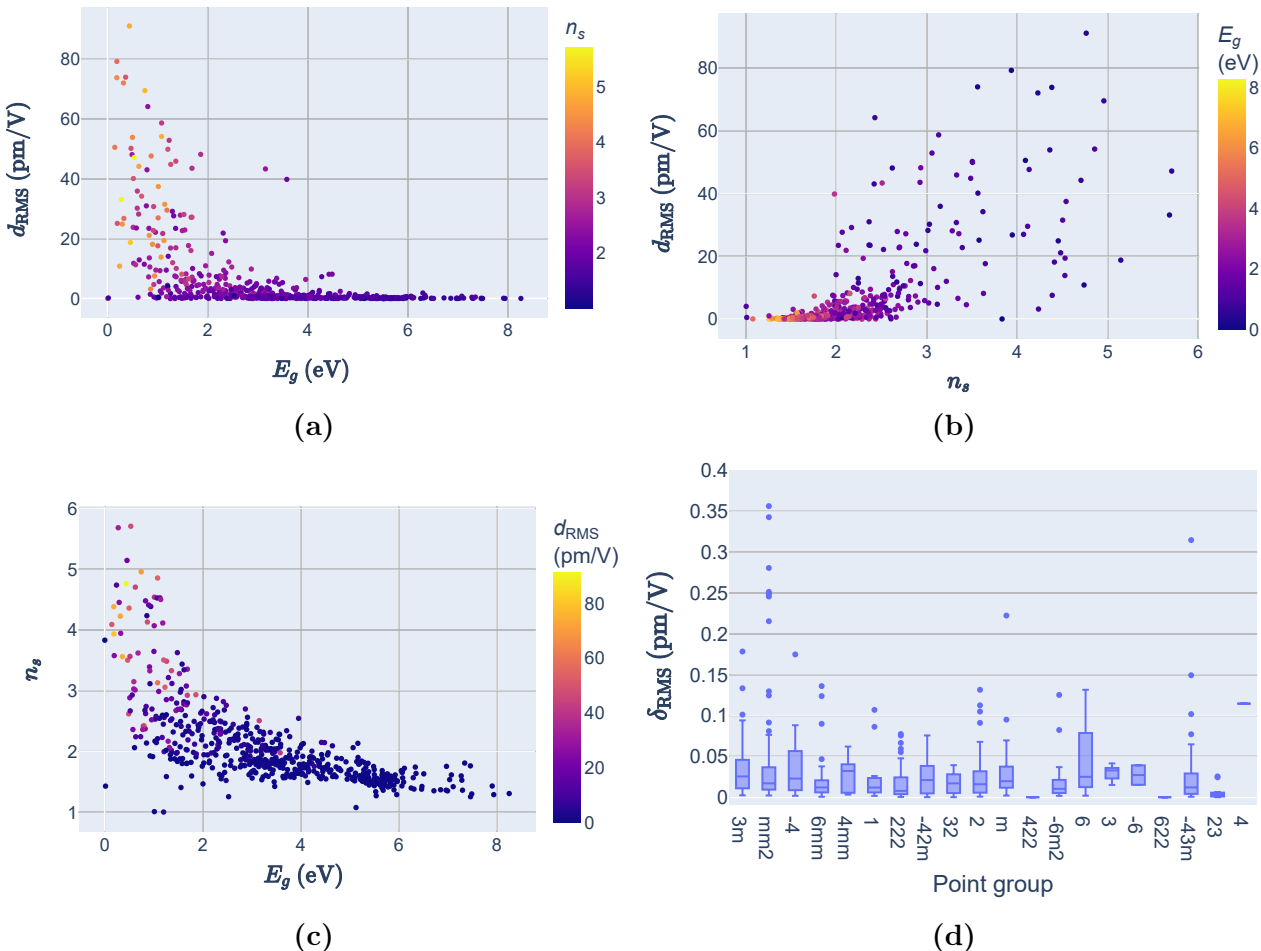 n_s
80
60
40
20
0
5
4
3
2
d_RMS (pm/V)
0
2
4
6
8
E_g (eV)
(a)
E_g
(eV)
80
60
40
20
0
8
6
4
2
0
d_RMS (pm/V)
1
2
3
4
5
6
n_s
(b)
6
5
4
3
2
1
n_s
d_RMS
(pm/V)
80
60
40
20
0
0
2
4
6
8
E_g (eV)
(c)
0.4
0.35
0.3
0.25
0.2
0.15
0.1
0.05
0
δ_RMS (pm/V)
3m
mm2
-4
6mm
4mm
1
222
-42m
32
2
m
422
-6m2
6
3
-6
622
-43m
23
4
Point group
(d)